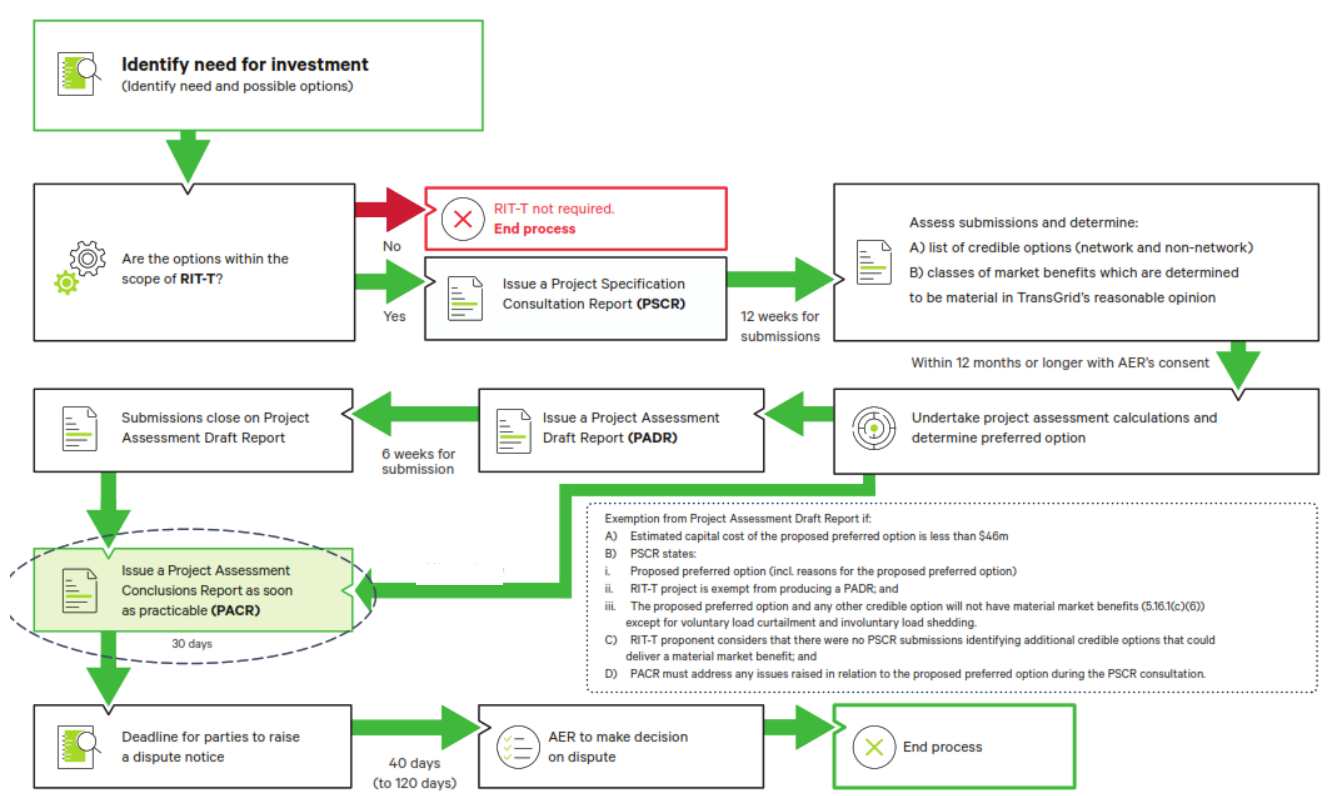 Identify need for investment
(Identify need and possible options)
Are the options within the
scope of RIT-T?
No
RIT-T not required.
End process
Yes
Issue a Project Specification
Consultation Report (PSCR)
12 weeks for
submissions
Assess submissions and determine:
A) list of credible options (network and non-network)
B) classes of market benefits which are determined
to be material in TransGrid's reasonable opinion
Within 12 months or longer with AER's consent
Undertake project assessment calculations and
determine preferred option
Issue a Project Assessment
Draft Report (PADR)
6 weeks for
submission
Submissions close on Project
Assessment Draft Report
Exemption from Project Assessment Draft Report if:
A) Estimated capital cost of the proposed preferred option is less than $46m
B) PSCR states:
i. Proposed preferred option (incl. reasons for the proposed preferred option)
ii. RIT-T project is exempt from producing a PADR; and
iii. The proposed preferred option and any other credible option will not have material market benefits (5.16.1(c)(6))
except for voluntary load curtailment and involuntary load shedding.
C) RIT-T proponent considers that there were no PSCR submissions identifying additional credible options that could
deliver a material market benefit; and
D) PACR must address any issues raised in relation to the proposed preferred option during the PSCR consultation.
Issue a Project Assessment
Conclusions Report as soon
as practicable (PACR)
30 days
Deadline for parties to raise
a dispute notice
40 days
(to 120 days)
AER to make decision
on dispute
End process